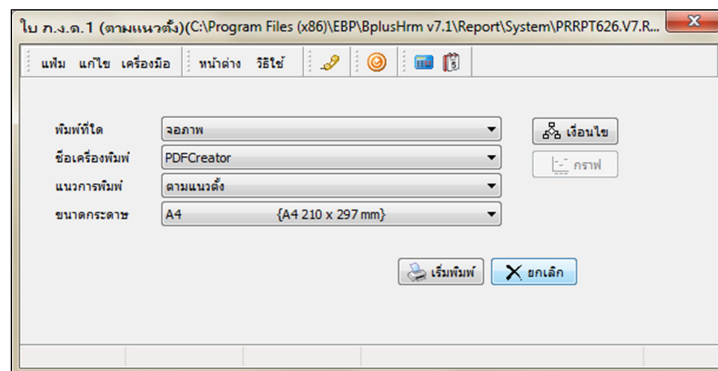 ใบ ภ.ง.ด.1 (ตามแนวตั้ง)(C:\Program Files (x86)\EBP\BplusHrm v7.1\Report\System\PRRPT626.V7.R...
แฟ้ม แก้ไข เครื่องมือ หน้าต่าง วิธีใช้
พิมพ์ที่ใด จอภาพ เงื่อนไข
ชื่อเครื่องพิมพ์ PDFCreator กราฟ
แนวการพิมพ์ ตามแนวตั้ง
ขนาดกระดาษ A4 {A4 210 x 297 mm}
เริ่มพิมพ์ ยกเลิก